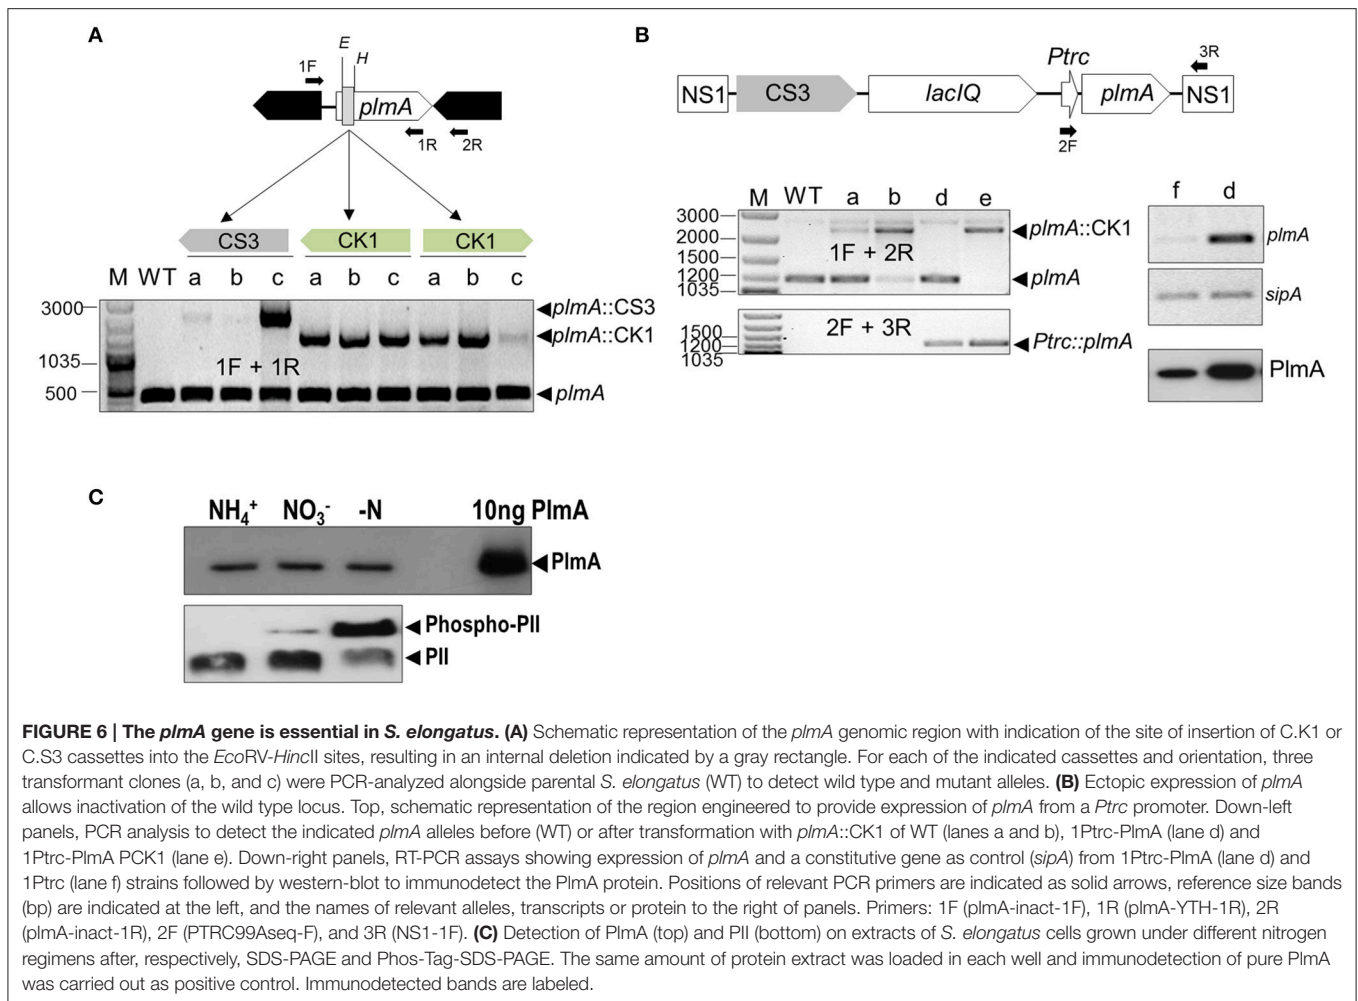 A
E
H
1F
plmA
1R
2R
CS3 CK1 CK1
M WT a b c a b c a b c
3000
1035
500
plmA::CS3
plmA::CK1
plmA
1F + 1R
B
Ptrc
3R
NS1 CS3 lacIQ plmA NS1
2F
M WT a b d e
3000
2000
1500
1200
1035
1F + 2R
plmA::CK1
plmA
1500
1200
1035
2F + 3R
Ptrc::plmA
f d
plmA
sipA
PlmA
C
NH4+ NO3- -N 10ng PlmA
PlmA
Phospho-PII
PII
FIGURE 6 | The plmA gene is essential in S. elongatus. (A) Schematic representation of the plmA genomic region with indication of the site of insertion of C.K1 or
C.S3 cassettes into the EcoRV-HincII sites, resulting in an internal deletion indicated by a gray rectangle. For each of the indicated cassettes and orientation, three
transformant clones (a, b, and c) were PCR-analyzed alongside parental S. elongatus (WT) to detect wild type and mutant alleles. (B) Ectopic expression of plmA
allows inactivation of the wild type locus. Top, schematic representation of the region engineered to provide expression of plmA from a Ptrc promoter. Down-left
panels, PCR analysis to detect the indicated plmA alleles before (WT) or after transformation with plmA::CK1 of WT (lanes a and b), 1Ptrc-PlmA (lane d) and
1Ptrc-PlmA PCK1 (lane e). Down-right panels, RT-PCR assays showing expression of plmA and a constitutive gene as control (sipA) from 1Ptrc-PlmA (lane d) and
1Ptrc (lane f) strains followed by western-blot to immunodetect the PlmA protein. Positions of relevant PCR primers are indicated as solid arrows, reference size bands
(bp) are indicated at the left, and the names of relevant alleles, transcripts or protein to the right of panels. Primers: 1F (plmA-inact-1F), 1R (plmA-YTH-1R), 2R
(plmA-inact-1R), 2F (PTRC99Aseq-F), and 3R (NS1-1F). (C) Detection of PlmA (top) and PII (bottom) on extracts of S. elongatus cells grown under different nitrogen
regimens after, respectively, SDS-PAGE and Phos-Tag-SDS-PAGE. The same amount of protein extract was loaded in each well and immunodetection of pure PlmA
was carried out as positive control. Immunodetected bands are labeled.